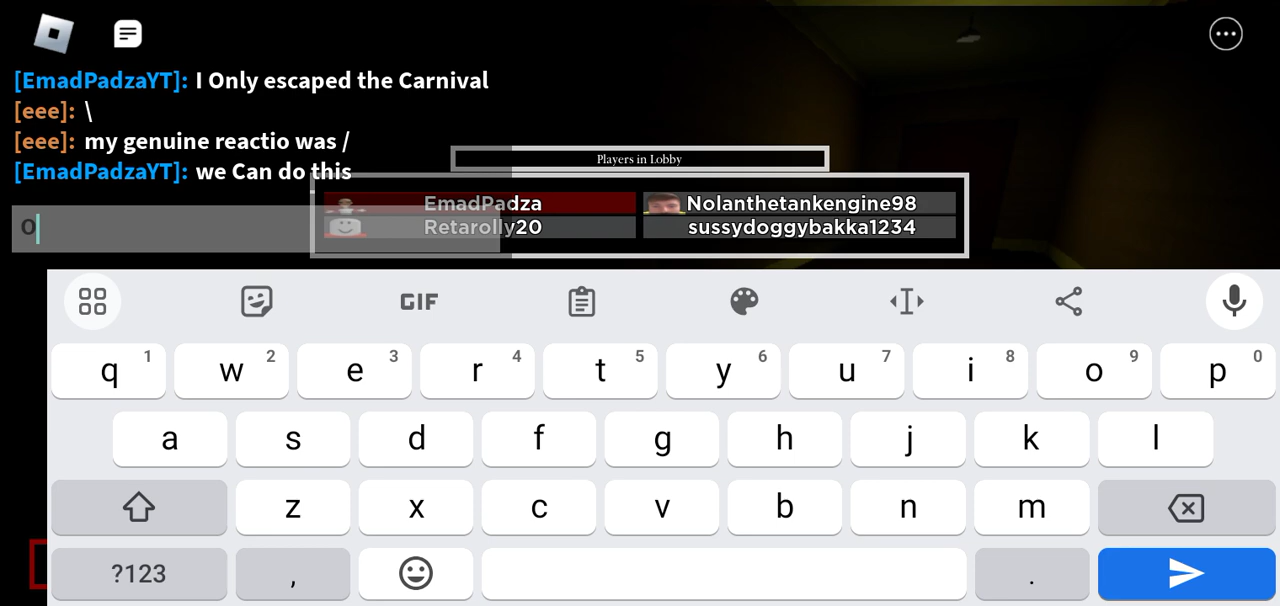 [EmadPadzaYT]: I Only escaped the Carnival
[eee]: \
[eee]: my genuine reactio was /
[EmadPadzaYT]: we Can do this
Players in Lobby
EmadPadza Nolanthetankengine98
Retarolly20 sussydoggybakka1234
O
GIF
q 1 w 2 e 3 r 4 t 5 y 6 u 7 i 8 o 9 p 0
a s d f g h j k l
z x c v b n m
?123 , .